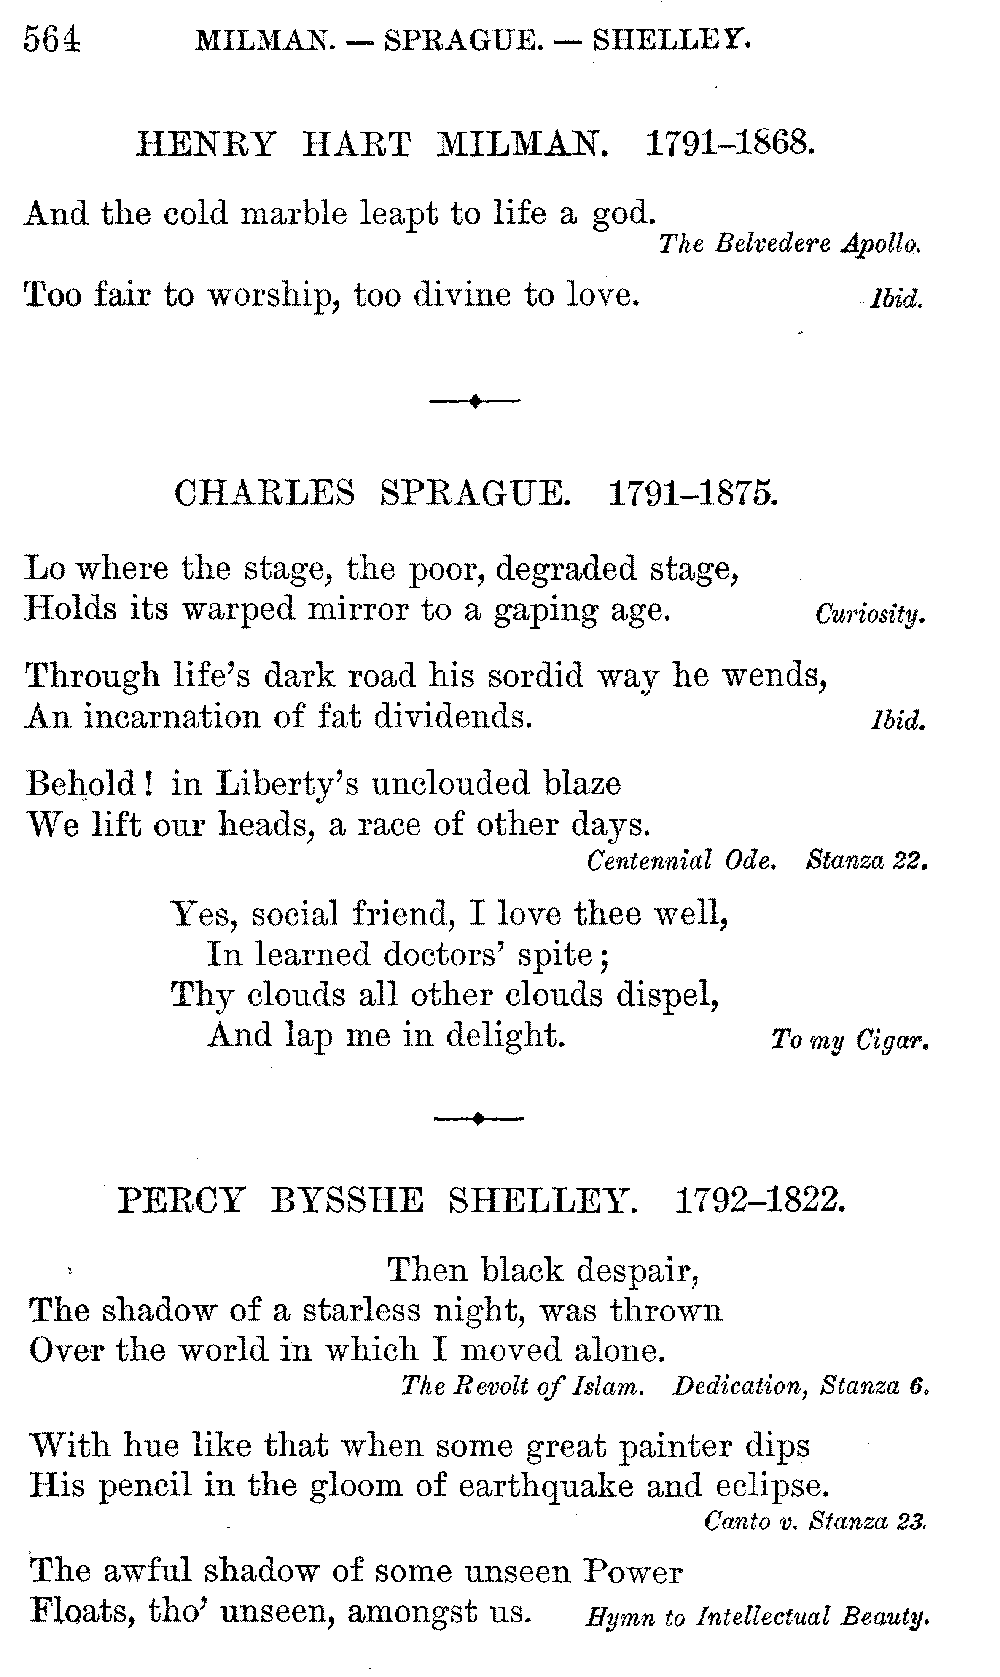 564 MILMAN. — SPRAGUE. — SHELLEY.
HENRY HART MILMAN. 1791–1868.
And the cold marble leapt to life a god.
The Belvedere Apollo.
Too fair to worship, too divine to love. Ibid.
CHARLES SPRAGUE. 1791–1875.
Lo where the stage, the poor, degraded stage,
Holds its warped mirror to a gaping age. Curiosity.
Through life's dark road his sordid way he wends,
An incarnation of fat dividends. Ibid.
Behold! in Liberty's unclouded blaze
We lift our heads, a race of other days.
Centennial Ode. Stanza 22.
Yes, social friend, I love thee well,
In learned doctors' spite;
Thy clouds all other clouds dispel,
And lap me in delight. To my Cigar.
PERCY BYSSHE SHELLEY. 1792–1822.
Then black despair,
The shadow of a starless night, was thrown
Over the world in which I moved alone.
The Revolt of Islam. Dedication, Stanza 6.
With hue like that when some great painter dips
His pencil in the gloom of earthquake and eclipse.
Canto v. Stanza 23.
The awful shadow of some unseen Power
Floats, tho' unseen, amongst us. Hymn to Intellectual Beauty.